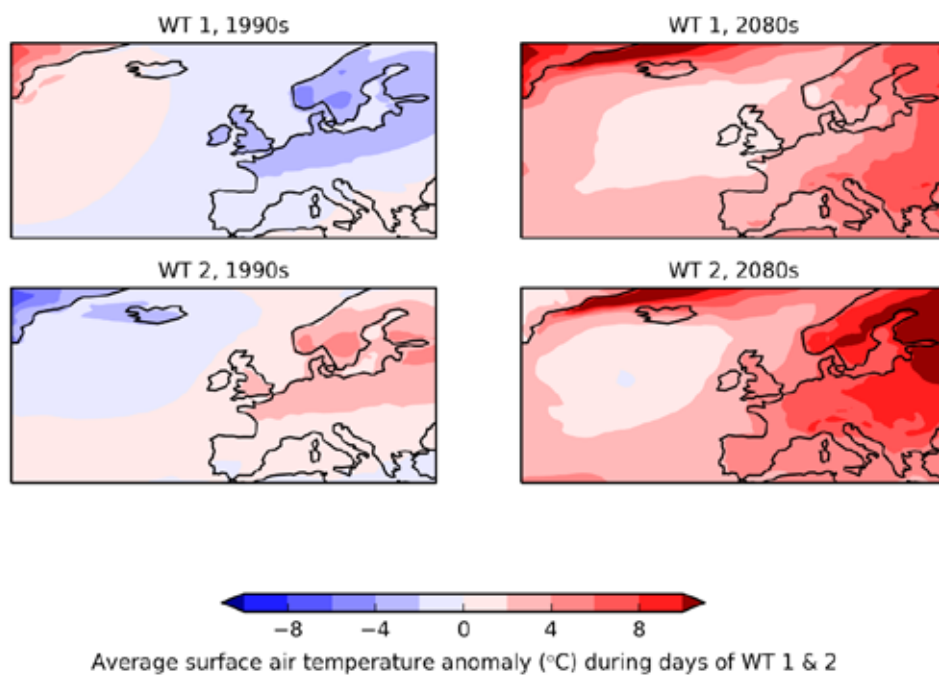 WT 1, 1990s
WT 1, 2080s
WT 2, 1990s
WT 2, 2080s
−8 −4 0 4 8
Average surface air temperature anomaly (°C) during days of WT 1 & 2